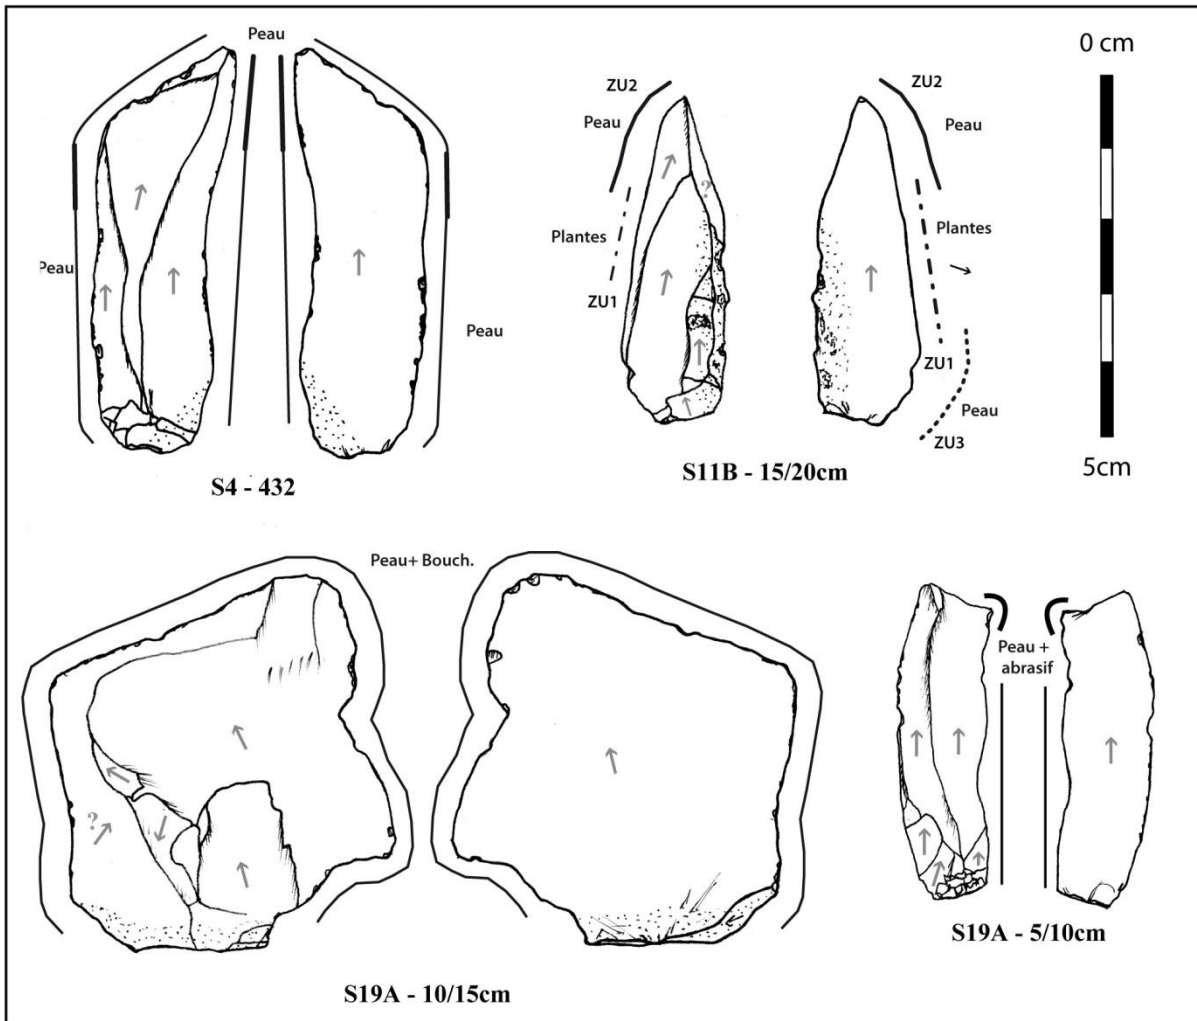 Peau
Peau
Peau
S4 - 432
ZU2
Peau
Plantes
ZU1
?
ZU2
Peau
Plantes
ZU1
Peau
ZU3
S11B - 15/20cm
0 cm
5cm
Peau+ Bouch.
?
S19A - 10/15cm
Peau +
abrasif
S19A - 5/10cm